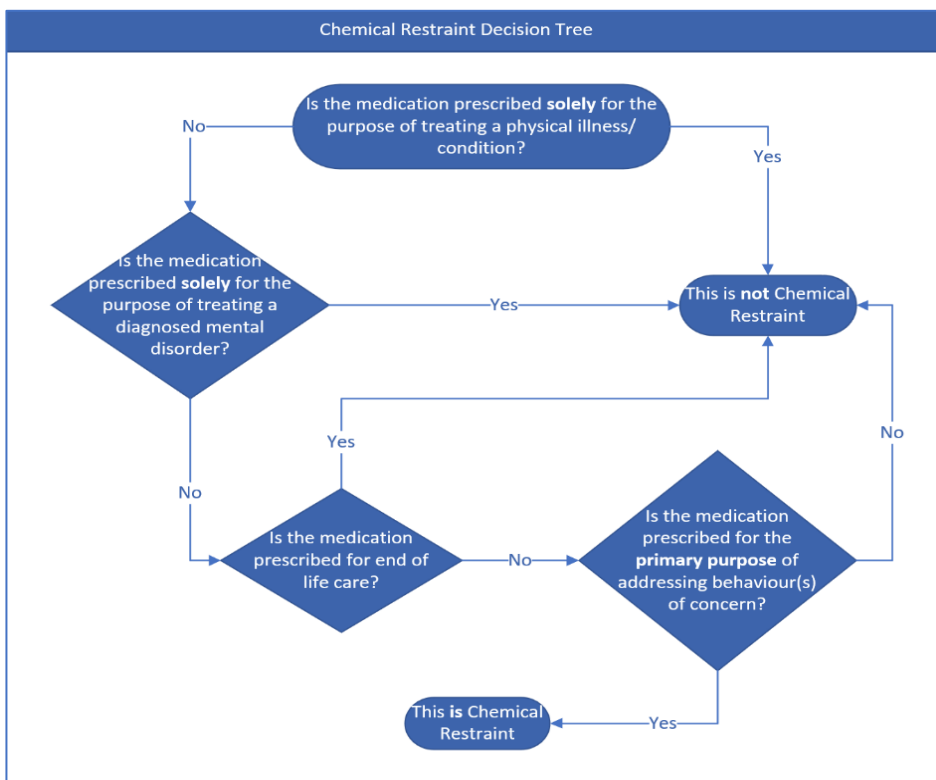 Chemical Restraint Decision Tree
Is the medication prescribed solely for the
purpose of treating a physical illness/
condition?
No
Yes
Is the medication
prescribed solely for the
purpose of treating a
diagnosed mental
disorder?
Yes
This is not Chemical
Restraint
No
Yes
No
Is the medication
prescribed for end of
life care?
No
Is the medication
prescribed for the
primary purpose of
addressing behaviour(s)
of concern?
Yes
This is Chemical
Restraint